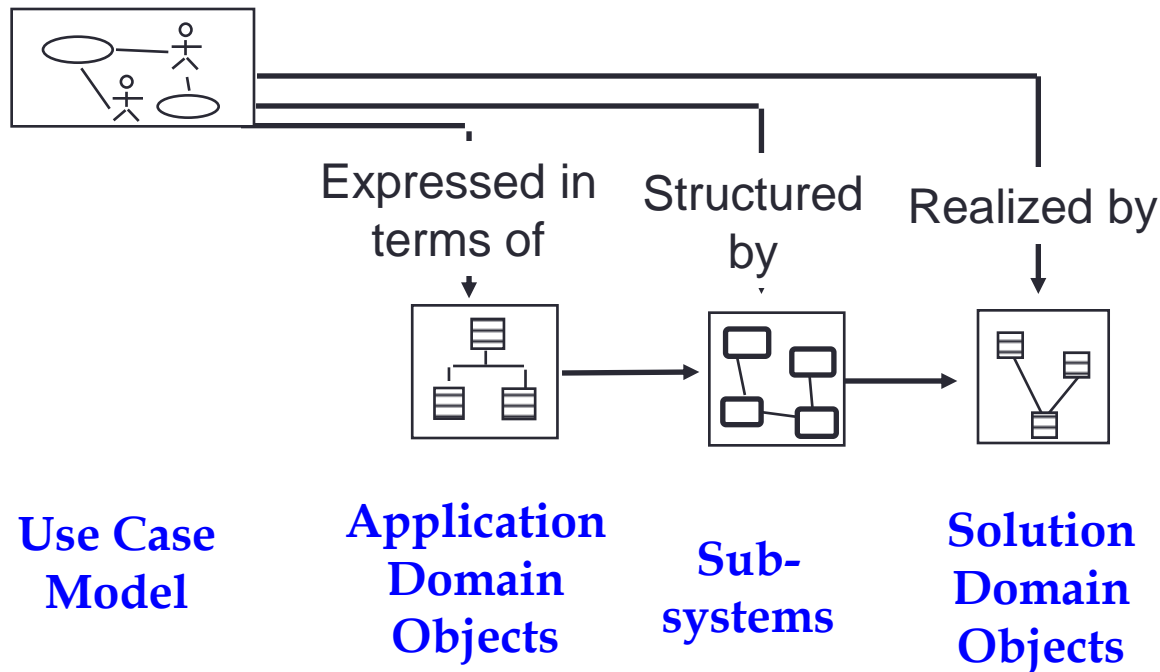 Expressed in
terms of
Structured
by
Realized by
Use Case
Model
Application
Domain
Objects
Sub-
systems
Solution
Domain
Objects